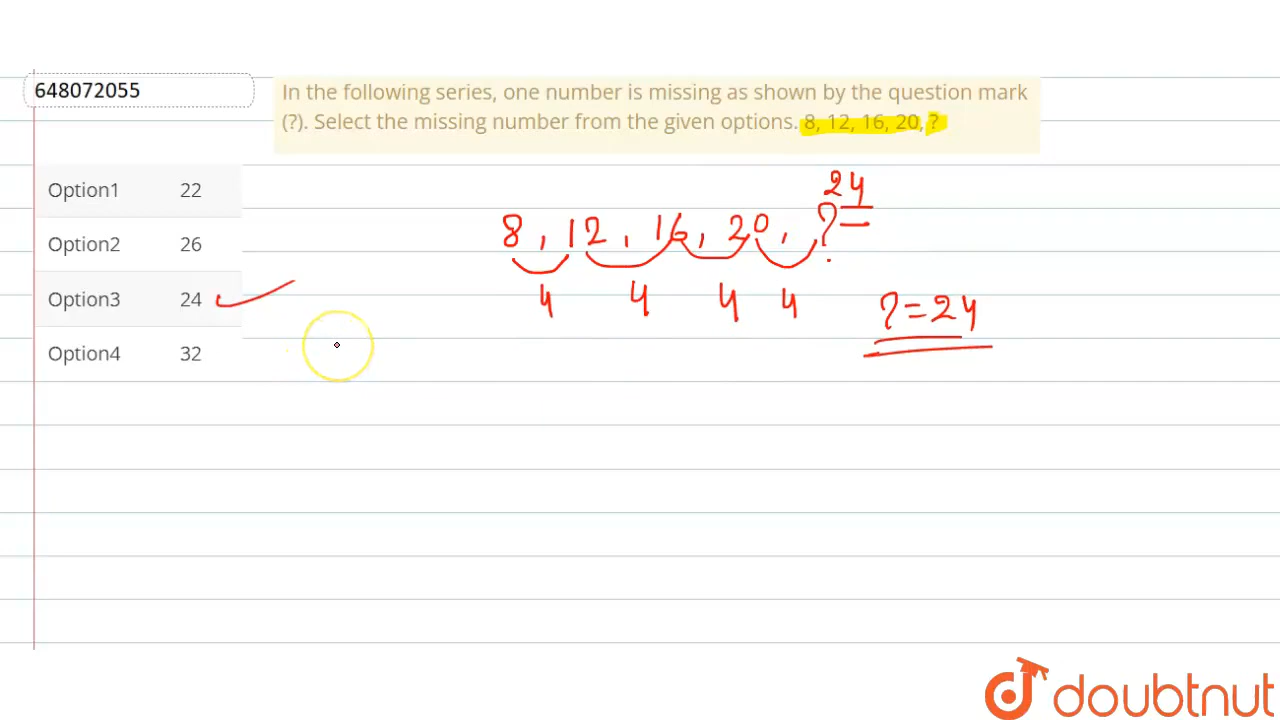 648072055
In the following series, one number is missing as shown by the question mark
(?). Select the missing number from the given options. 8, 12, 16, 20, ?
Option1 22
Option2 26
Option3 24
Option4 32
24
8, 12, 16, 20, ?
4 4 4 4
? = 24
doubtnut